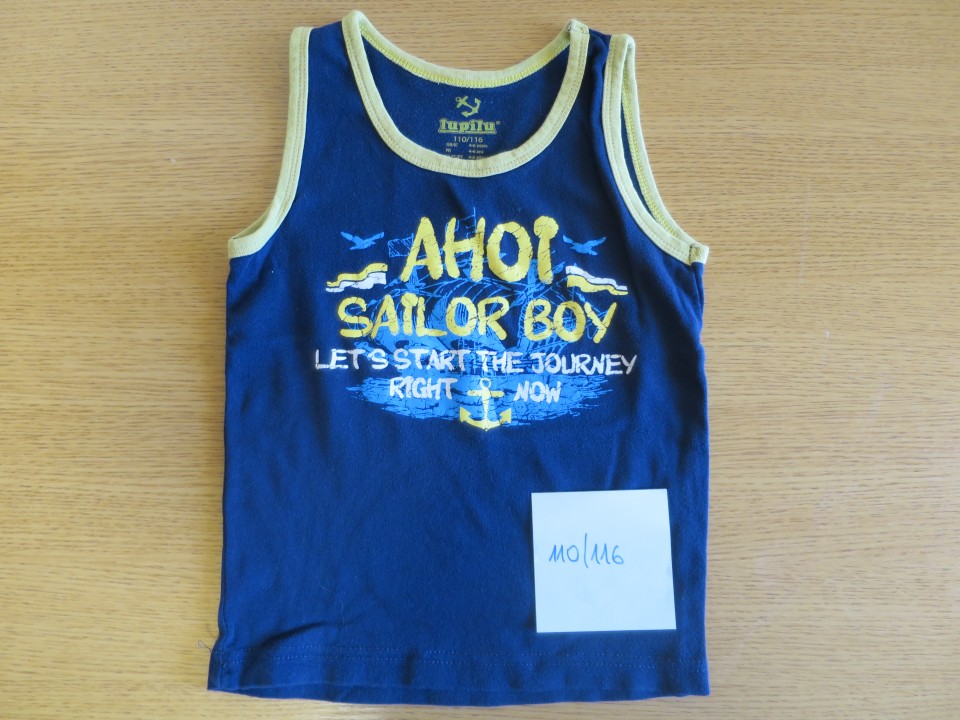 lupilu®
110/116
AHOI
SAILOR BOY
LET'S START THE JOURNEY
RIGHT NOW
110/116